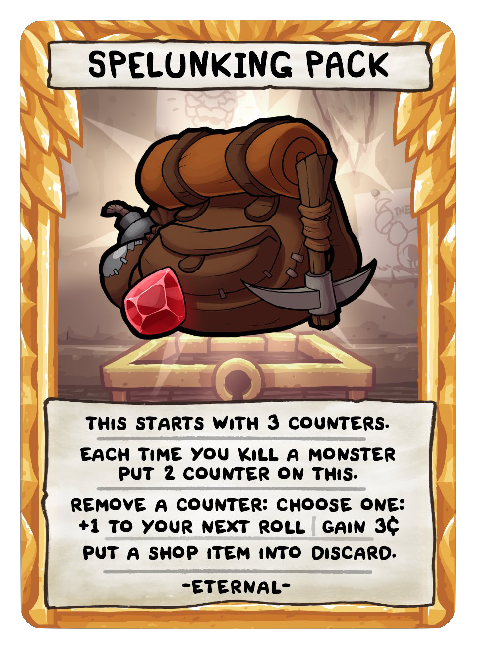 SPELUNKING PACK
DIE
THIS STARTS WITH 3 COUNTERS.
EACH TIME YOU KILL A MONSTER
PUT 2 COUNTER ON THIS.
REMOVE A COUNTER: CHOOSE ONE:
+1 TO YOUR NEXT ROLL | GAIN 3¢
PUT A SHOP ITEM INTO DISCARD.
-ETERNAL-